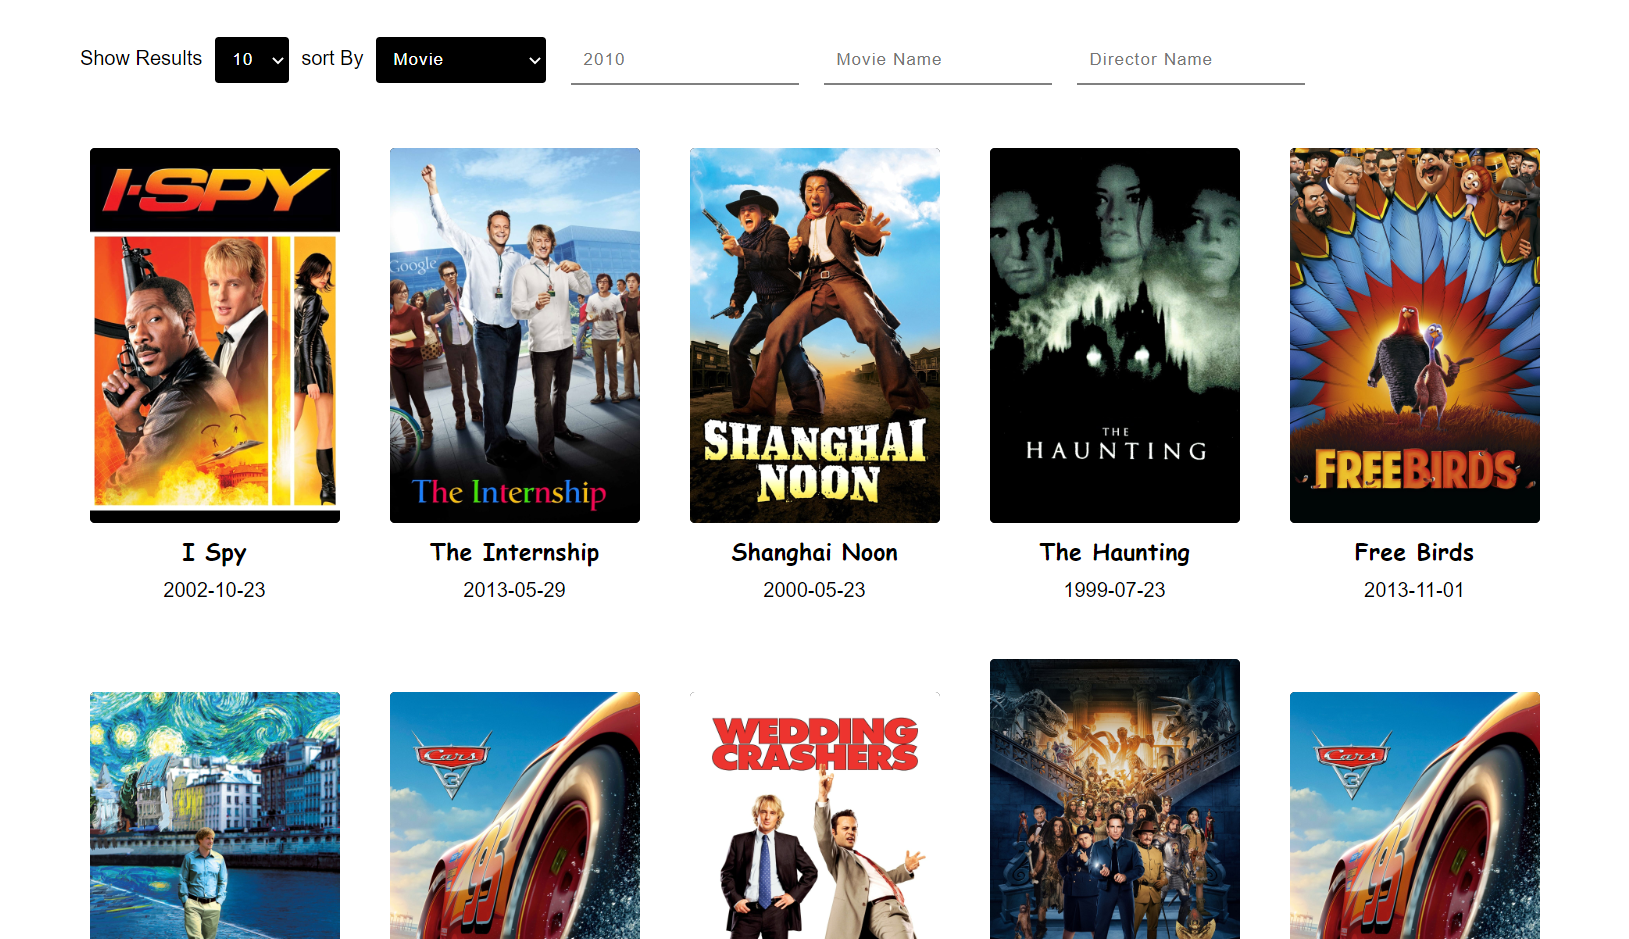 Show Results 10 sort By Movie 2010 Movie Name Director Name
I-SPY
Google
The Internship
SHANGHAI
NOON
THE
HAUNTING
FREEBIRDS
I Spy The Internship Shanghai Noon The Haunting Free Birds
2002-10-23 2013-05-29 2000-05-23 1999-07-23 2013-11-01
WEDDING
CRASHERS
Cars
3
95
Cars
3
95